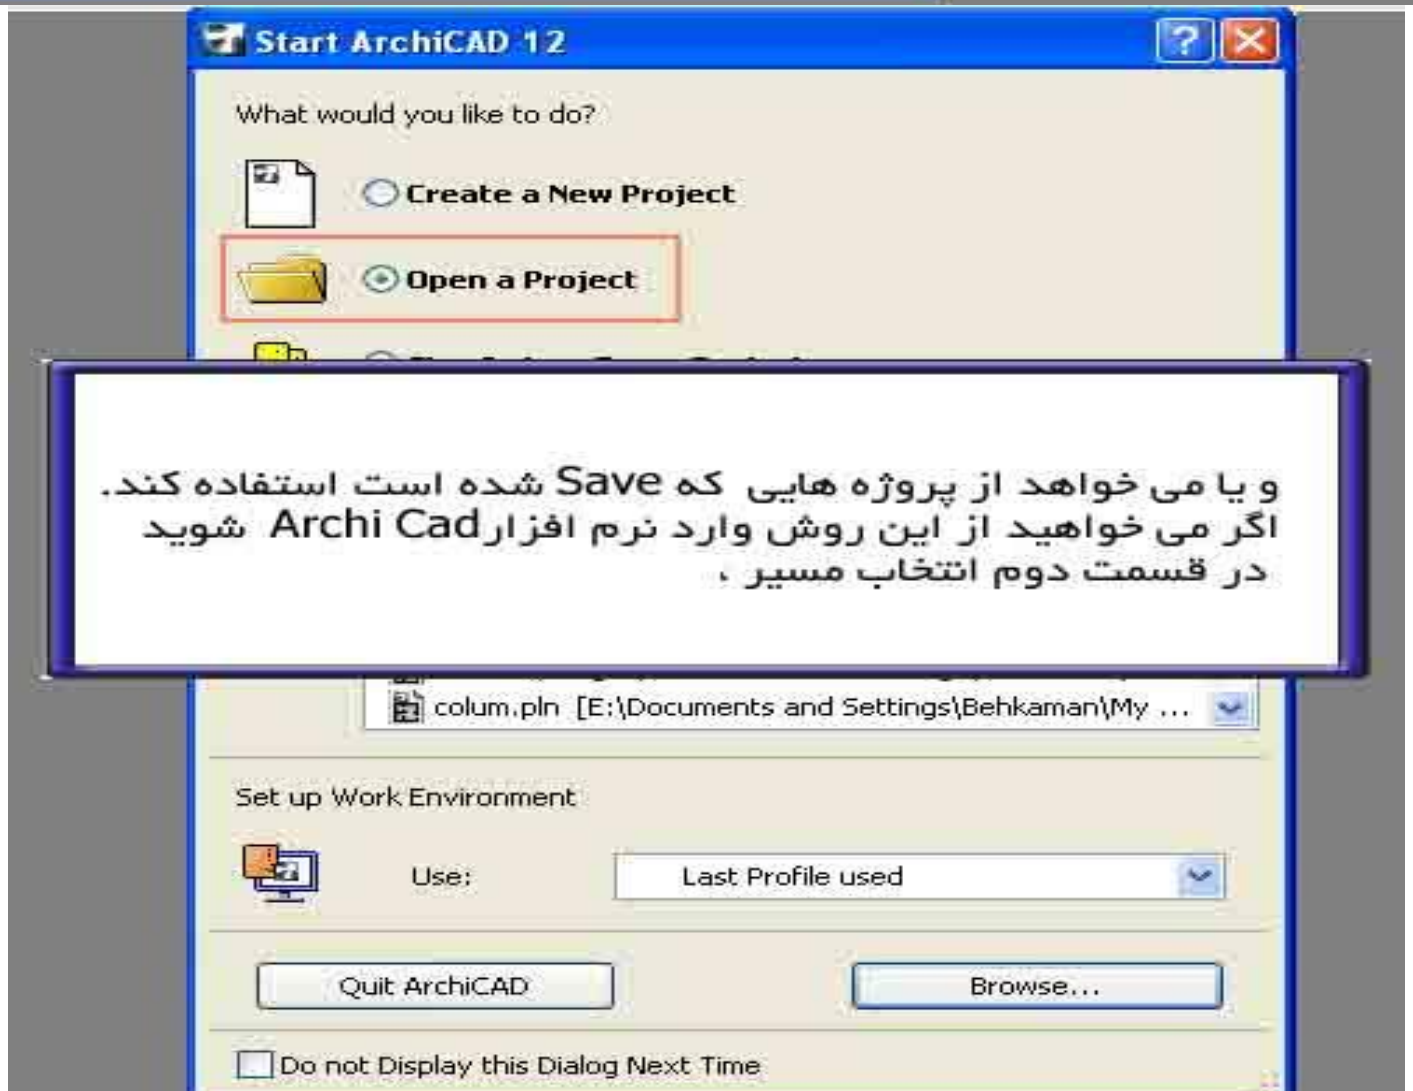 Start ArchiCAD 12
What would you like to do?
Create a New Project
Open a Project
و یا می خواهد از پروژه هایی که Save شده است استفاده کند.
اگر می خواهید از این روش وارد نرم افزار Archi Cad شوید
در قسمت دوم انتخاب مسیر ،
colum.pln [E:\Documents and Settings\Behkaman\My ...
Set up Work Environment
Use: Last Profile used
Quit ArchiCAD Browse...
Do not Display this Dialog Next Time